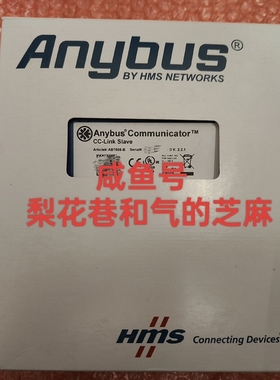 Anybus®
BY HMS NETWORKS
Anybus® Communicator™
CC-Link Slave
咸鱼号
梨花巷和气的芝麻
HMS Connecting Devices